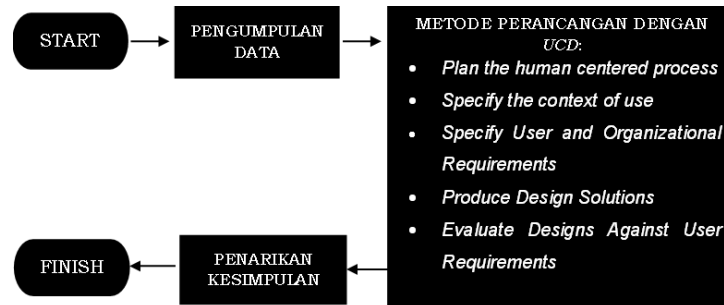 START
PENGUMPULAN
DATA
METODE PERANCANGAN DENGAN
UCD:
• Plan the human centered process
• Specify the context of use
• Specify User and Organizational
Requirements
• Produce Design Solutions
• Evaluate Designs Against User
Requirements
PENARIKAN
KESIMPULAN
FINISH